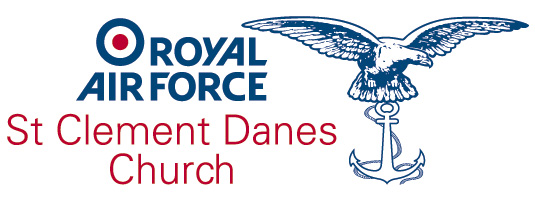 ROYAL
AIR FORCE
St Clement Danes
Church